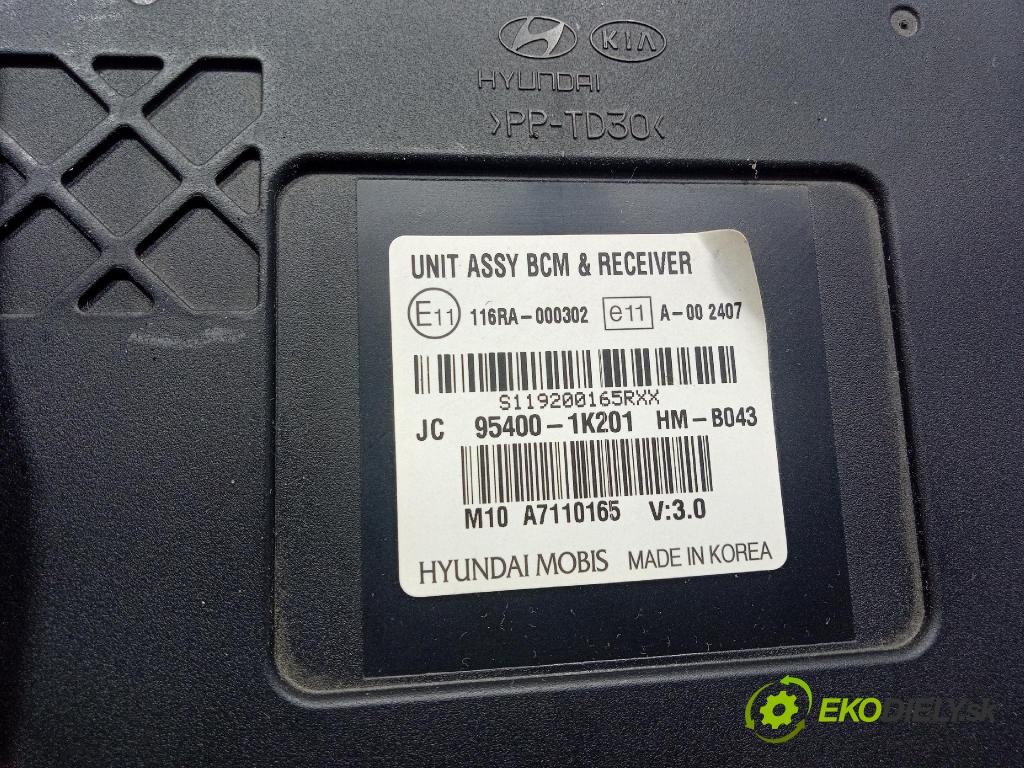 KIA
HYUNDAI
>PP-TD30<
UNIT ASSY BCM & RECEIVER
E11 116RA-000302 e11 A-00 2407
S119200165RXX
JC 95400-1K201 HM-B043
M10 A7110165 V:3.0
HYUNDAI MOBIS MADE IN KOREA
EKODIELY.sk